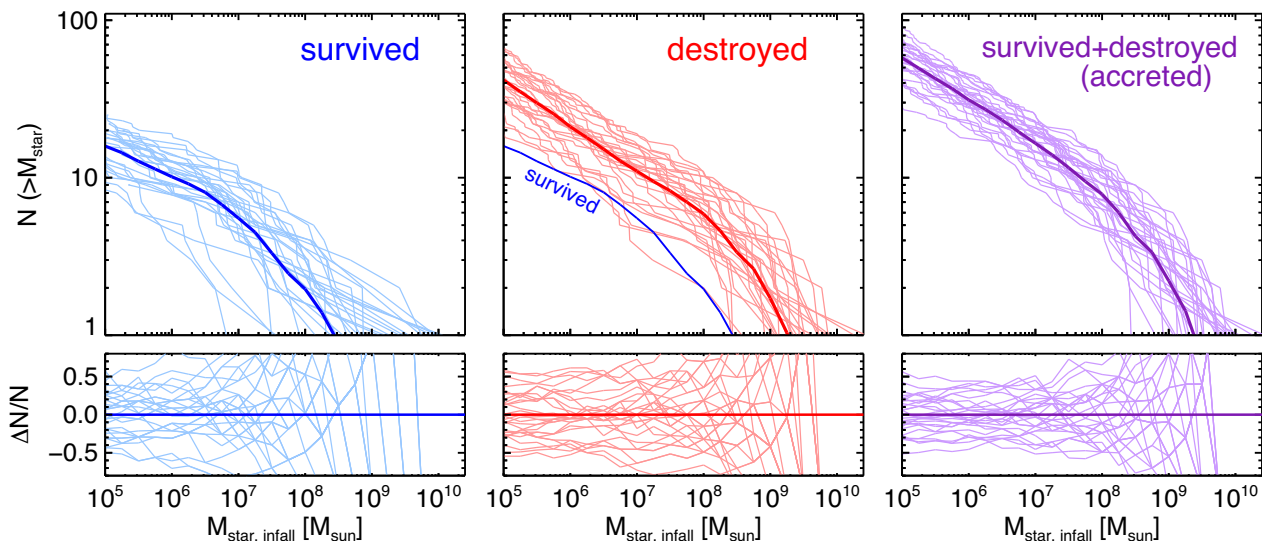 survived
destroyed
survived+destroyed
(accreted)
100
10
1
N (>M_star)
survived
0.5
0.0
−0.5
ΔN/N
10^5 10^6 10^7 10^8 10^9 10^10
10^5 10^6 10^7 10^8 10^9 10^10
10^5 10^6 10^7 10^8 10^9 10^10
M_star, infall [M_sun]
M_star, infall [M_sun]
M_star, infall [M_sun]